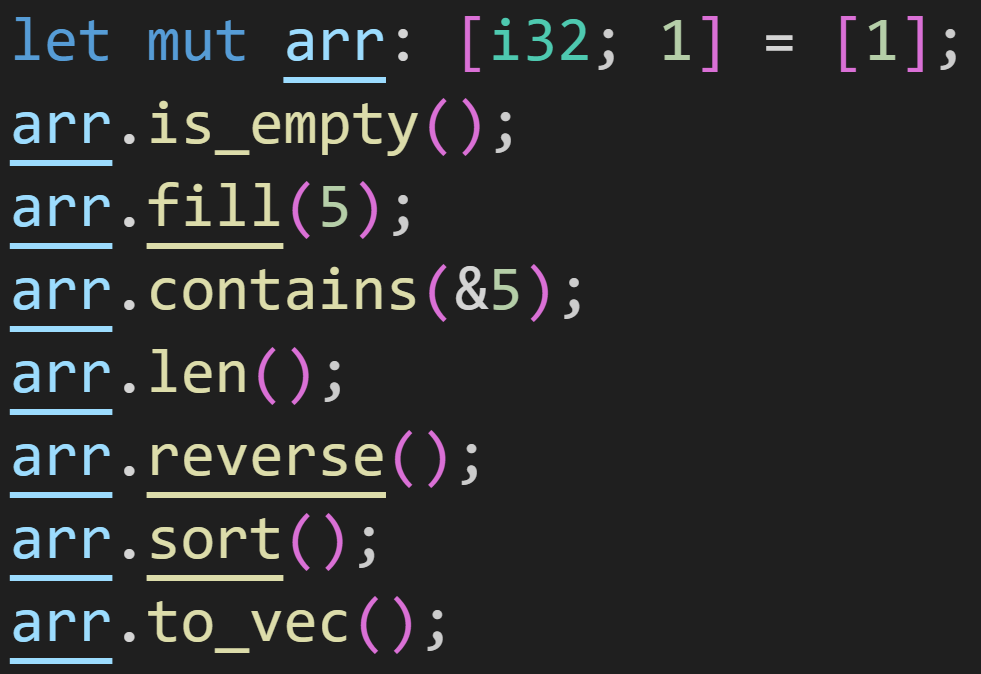 let mut arr: [i32; 1] = [1];
arr.is_empty();
arr.fill(5);
arr.contains(&5);
arr.len();
arr.reverse();
arr.sort();
arr.to_vec();